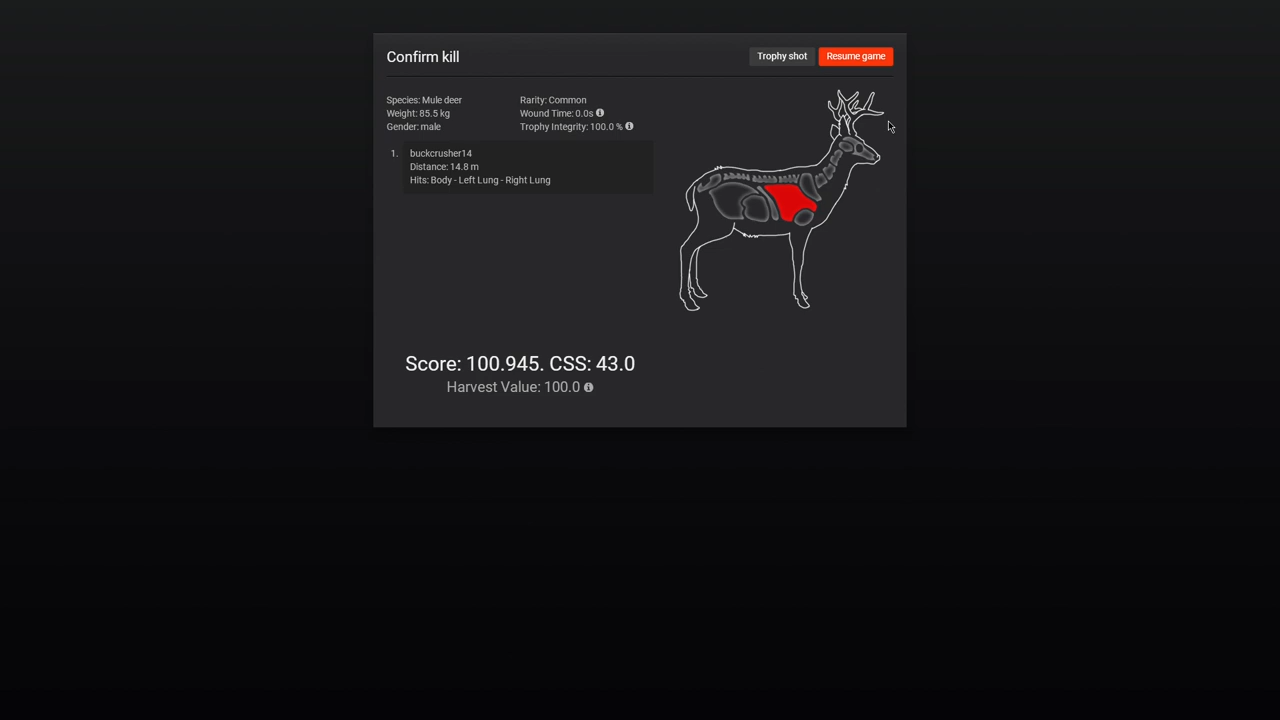 Confirm kill
Trophy shot
Resume game
Species: Mule deer
Rarity: Common
Weight: 85.5 kg
Wound Time: 0.0s
Gender: male
Trophy Integrity: 100.0 %
1.
buckcrusher14
Distance: 14.8 m
Hits: Body - Left Lung - Right Lung
Score: 100.945. CSS: 43.0
Harvest Value: 100.0